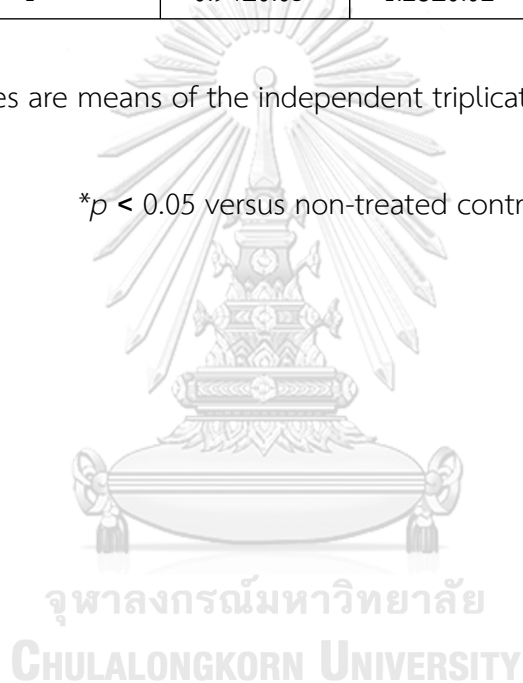 es are means of the independent triplicat
*p < 0.05 versus non-treated contr
จุฬาลงกรณ์มหาวิทยาลัย
CHULALONGKORN UNIVERSITY